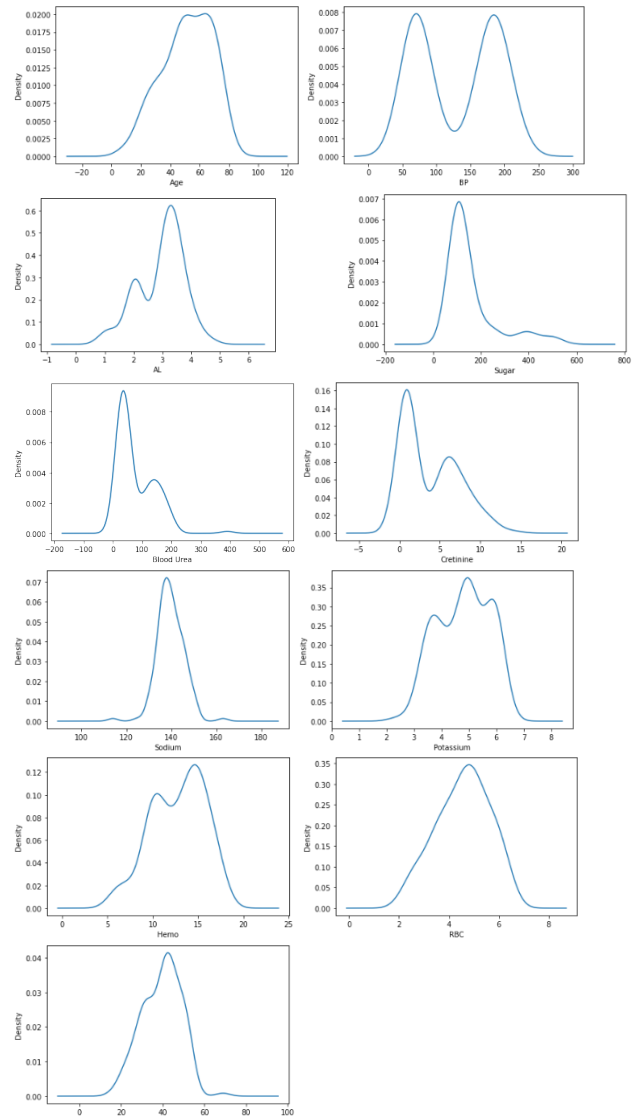 0.0200
0.0175
0.0150
0.0125
0.0100
0.0075
0.0050
0.0025
0.0000
Density
-20 0 20 40 60 80 100 120
Age
0.008
0.007
0.006
0.005
0.004
0.003
0.002
0.001
0.000
Density
0 50 100 150 200 250 300
BP
0.6
0.5
0.4
0.3
0.2
0.1
0.0
Density
-1 0 1 2 3 4 5 6
AL
0.007
0.006
0.005
0.004
0.003
0.002
0.001
0.000
Density
-200 0 200 400 600 800
Sugar
0.008
0.006
0.004
0.002
0.000
Density
-200 -100 0 100 200 300 400 500 600
Blood Urea
0.16
0.14
0.12
0.10
0.08
0.06
0.04
0.02
0.00
Density
-5 0 5 10 15 20
Cretinine
0.07
0.06
0.05
0.04
0.03
0.02
0.01
0.00
Density
100 120 140 160 180
Sodium
0.35
0.30
0.25
0.20
0.15
0.10
0.05
0.00
Density
0 1 2 3 4 5 6 7 8
Potassium
0.12
0.10
0.08
0.06
0.04
0.02
0.00
Density
0 5 10 15 20 25
Hemo
0.35
0.30
0.25
0.20
0.15
0.10
0.05
0.00
Density
0 2 4 6 8
RBC
0.04
0.03
0.02
0.01
0.00
Density
0 20 40 60 80 100